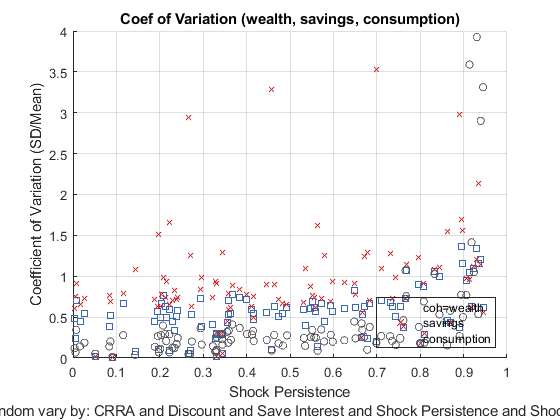 Coef of Variation (wealth, savings, consumption)
Coefficient of Variation (SD/Mean)
4
3.5
3
2.5
2
1.5
1
0.5
0
coh=wealth
savings
consumption
0 0.1 0.2 0.3 0.4 0.5 0.6 0.7 0.8 0.9 1
Shock Persistence
vary by: CRRA and Discount and Save Interest and Shock Persistence and